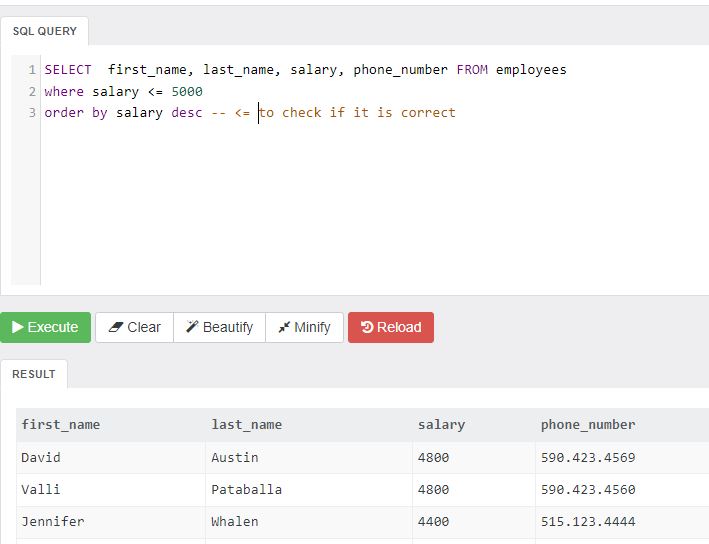 SQL QUERY
1 SELECT  first_name, last_name, salary, phone_number FROM employees
2 where salary <= 5000
3 order by salary desc -- <= to check if it is correct
Execute Clear Beautify Minify Reload
RESULT
first_name last_name salary phone_number
David Austin 4800 590.423.4569
Valli Pataballa 4800 590.423.4560
Jennifer Whalen 4400 515.123.4444